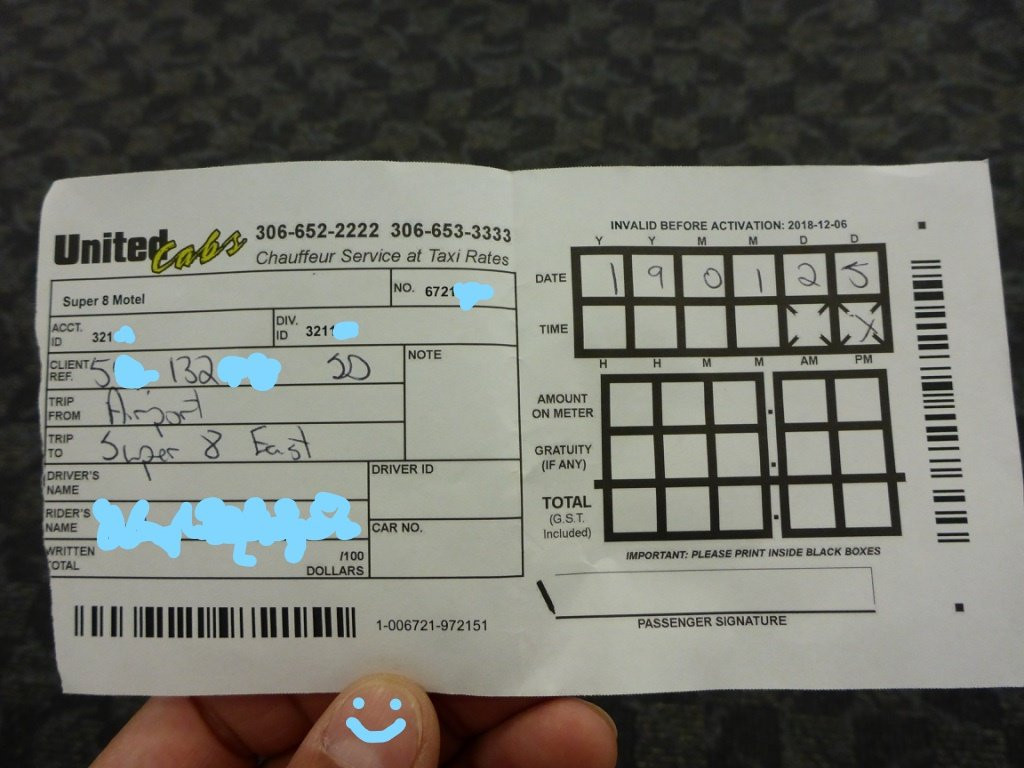 United Cabs 306-652-2222 306-653-3333
Chauffeur Service at Taxi Rates
Super 8 Motel
NO. 6721
ACCT. ID 321
DIV. ID 3211
CLIENT REF. 5 132 SD
NOTE
TRIP FROM Airport
TRIP TO Super 8 East
DRIVER'S NAME
DRIVER ID
RIDER'S NAME
CAR NO.
WRITTEN TOTAL /100 DOLLARS
1-006721-972151
INVALID BEFORE ACTIVATION: 2018-12-06
Y Y M M D D
DATE 1 9 0 1 2 5
TIME X
H H M M AM PM
AMOUNT ON METER
GRATUITY (IF ANY)
TOTAL (G.S.T. Included)
IMPORTANT: PLEASE PRINT INSIDE BLACK BOXES
PASSENGER SIGNATURE